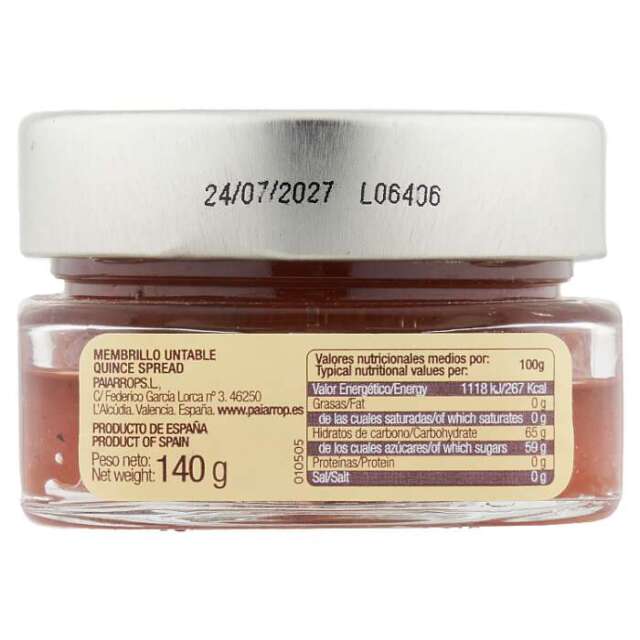 24/07/2027 L06406
MEMBRILLO UNTABLE
QUINCE SPREAD
PAIARROPS.L,
C/ Federico García Lorca nº 3. 46250
L'Alcúdia. Valencia. España. www.paiarrop.es
PRODUCTO DE ESPAÑA
PRODUCT OF SPAIN
Peso neto:
Net weight: 140 g
010505
Valores nutricionales medios por:
Typical nutritional values per: 100g
Valor Energético/Energy 1118 kJ/267 Kcal
Grasas/Fat 0 g
de las cuales saturadas/of which saturates 0 g
Hidratos de carbono/Carbohydrate 65 g
de los cuales azúcares/of which sugars 59 g
Proteínas/Protein 0 g
Sal/Salt 0 g